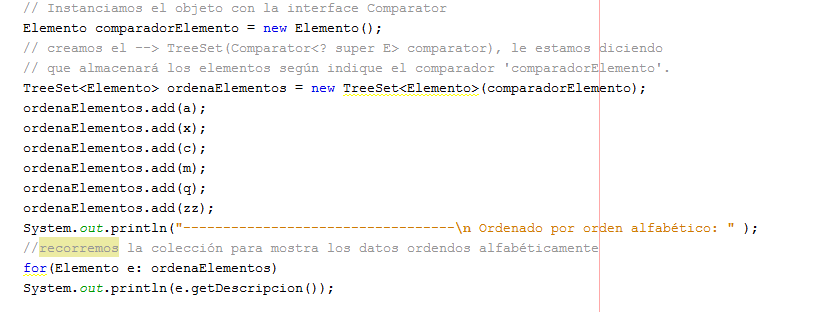 // Instanciamos el objeto con la interface Comparator
Elemento comparadorElemento = new Elemento();
// creamos el --> TreeSet(Comparator<? super E> comparator), le estamos diciendo
// que almacenará los elementos según indique el comparador 'comparadorElemento'.
TreeSet<Elemento> ordenaElementos = new TreeSet<Elemento>(comparadorElemento);
ordenaElementos.add(a);
ordenaElementos.add(x);
ordenaElementos.add(c);
ordenaElementos.add(m);
ordenaElementos.add(q);
ordenaElementos.add(zz);
System.out.println("----------------------------------\n Ordenado por orden alfabético: " );
//recorremos la colección para mostra los datos ordendos alfabéticamente
for(Elemento e: ordenaElementos)
System.out.println(e.getDescripcion());